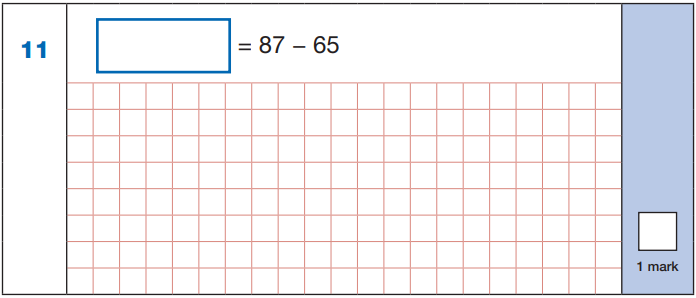 11
= 87 – 65
1 mark